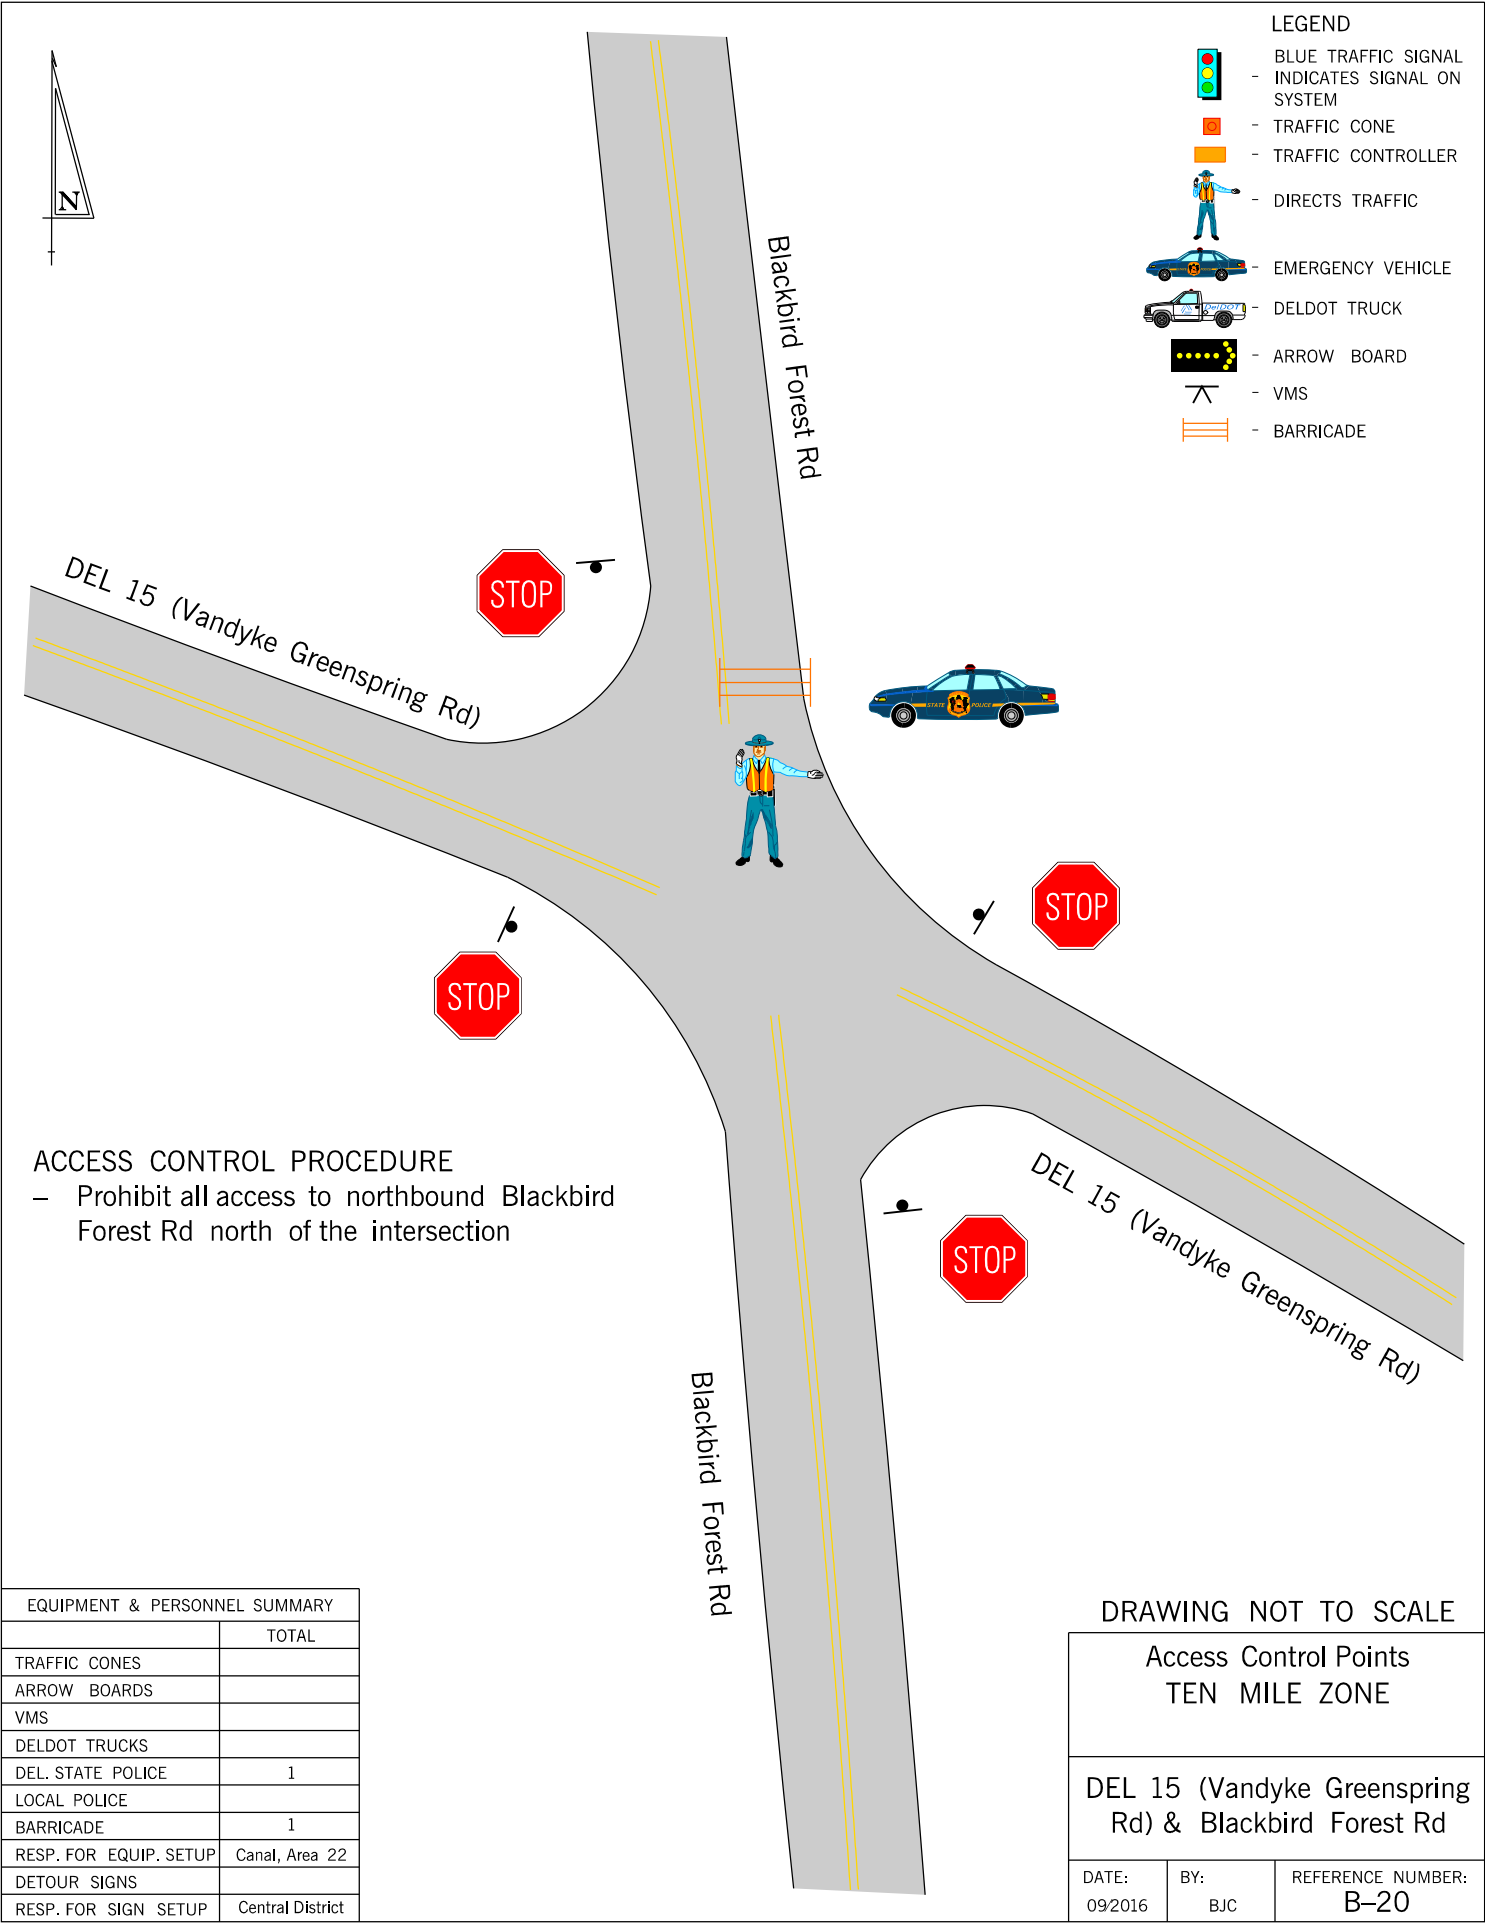 LEGEND
BLUE TRAFFIC SIGNAL
- INDICATES SIGNAL ON
SYSTEM
- TRAFFIC CONE
- TRAFFIC CONTROLLER
- DIRECTS TRAFFIC
- EMERGENCY VEHICLE
DelDOT
- DELDOT TRUCK
- ARROW BOARD
- VMS
- BARRICADE
N
Blackbird Forest Rd
DEL 15 (Vandyke Greenspring Rd)
STOP
STATE POLICE
STOP
STOP
ACCESS CONTROL PROCEDURE
– Prohibit all access to northbound Blackbird
Forest Rd north of the intersection
STOP
DEL 15 (Vandyke Greenspring Rd)
Blackbird Forest Rd
EQUIPMENT & PERSONNEL SUMMARY
TOTAL
TRAFFIC CONES
ARROW BOARDS
VMS
DELDOT TRUCKS
DEL. STATE POLICE 1
LOCAL POLICE
BARRICADE 1
RESP. FOR EQUIP. SETUP Canal, Area 22
DETOUR SIGNS
RESP. FOR SIGN SETUP Central District
DRAWING NOT TO SCALE
Access Control Points
TEN MILE ZONE
DEL 15 (Vandyke Greenspring
Rd) & Blackbird Forest Rd
DATE: BY: REFERENCE NUMBER:
09/2016 BJC B–20